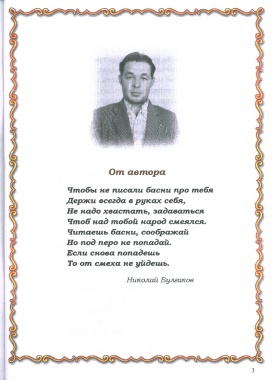 От автора
Чтобы не писали басни про тебя
Держи всегда в руках себя,
Не надо хвастать, задаваться
Чтоб над тобой народ смеялся.
Читаешь басни, соображай
Но под перо не попадай.
Если снова попадешь
То от смеха не уйдешь.
Николай Булгаков
3